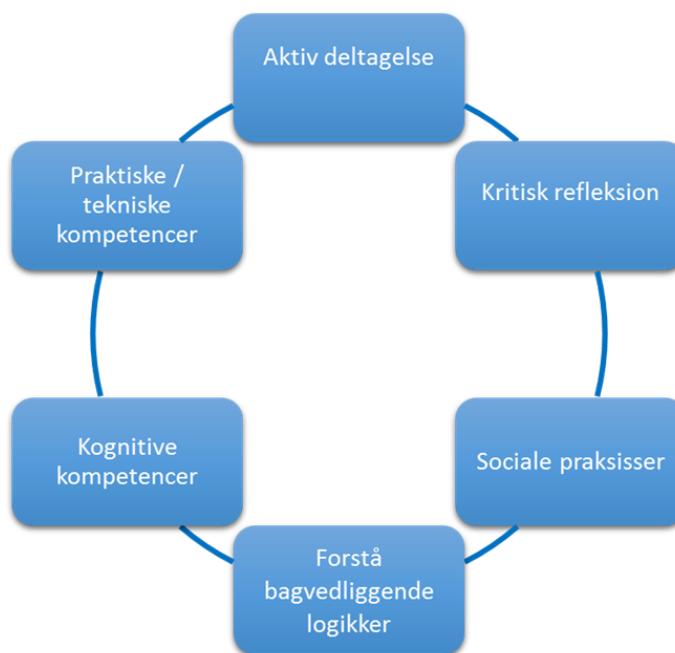 Aktiv deltagelse
Kritisk refleksion
Sociale praksisser
Forstå
bagvedliggende
logikker
Kognitive
kompetencer
Praktiske /
tekniske
kompetencer